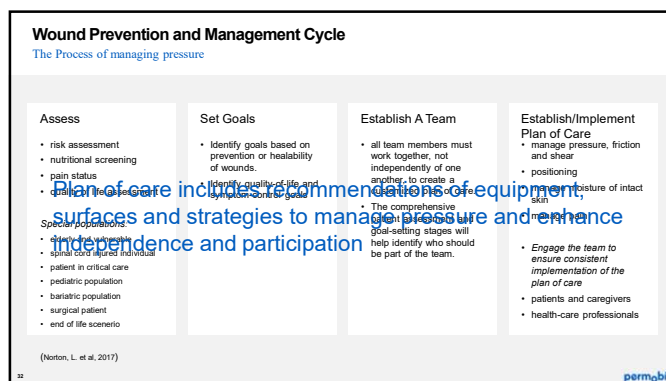 Wound Prevention and Management Cycle
The Process of managing pressure
Assess
• risk assessment
• nutritional screening
• pain status
• quality of life assessment
Special populations:
• elderly and vulnerable
• spinal cord injured individual
• patient in critical care
• pediatric population
• bariatric population
• surgical patient
• end of life scenerio
Set Goals
• Identify goals based on
prevention or healability
of wounds.
• Identify quality-of-life and
symptom-control goals
Establish A Team
• all team members must
work together, not
independently of one
another, to create a
customized plan of care.
• The comprehensive
patient assessment and
goal-setting stages will
help identify who should
be part of the team.
Establish/Implement
Plan of Care
• manage pressure, friction
and shear
• positioning
• manage moisture of intact
skin
• manage pain
• Engage the team to
ensure consistent
implementation of the
plan of care
• patients and caregivers
• health-care professionals
Plan of care includes recommendations of equipment,
surfaces and strategies to manage pressure and enhance
independence and participation
(Norton, L. et al, 2017)
32
permobil